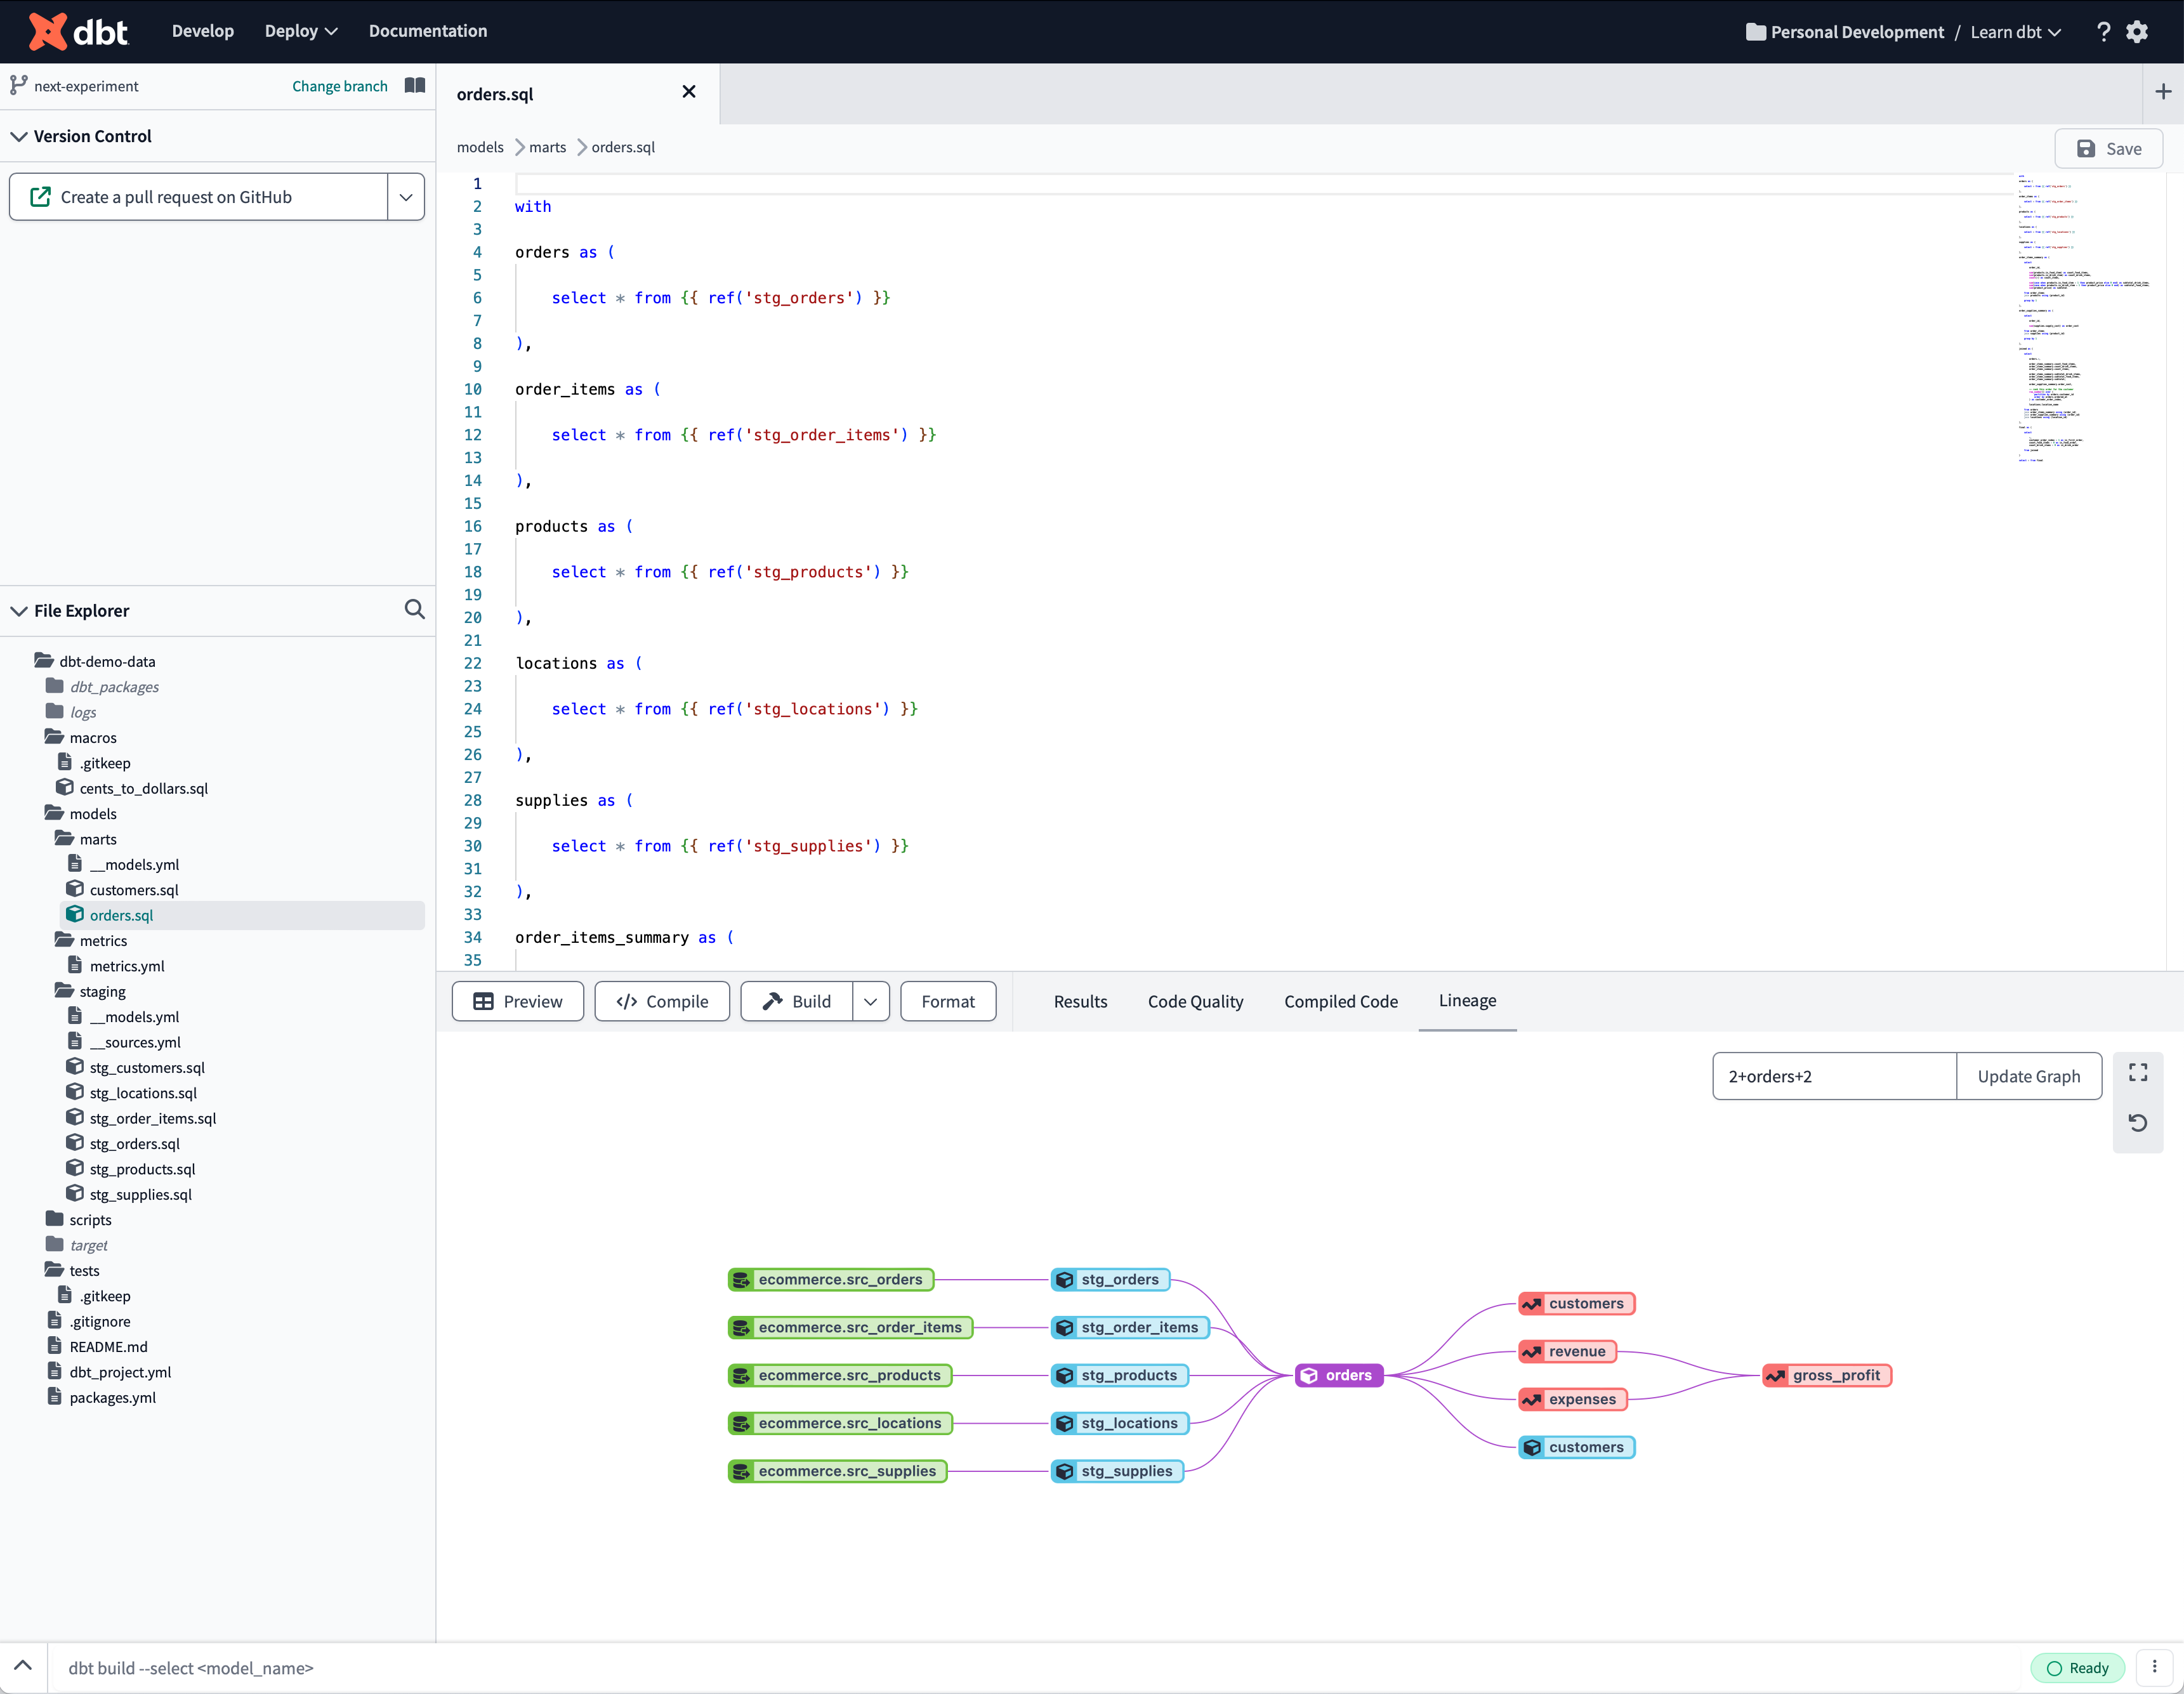 dbt
Develop
Deploy
Documentation
Personal Development / Learn dbt
?
next-experiment
Change branch
Version Control
Create a pull request on GitHub
File Explorer
dbt-demo-data
dbt_packages
logs
macros
.gitkeep
cents_to_dollars.sql
models
marts
__models.yml
customers.sql
orders.sql
metrics
metrics.yml
staging
__models.yml
__sources.yml
stg_customers.sql
stg_locations.sql
stg_order_items.sql
stg_orders.sql
stg_products.sql
stg_supplies.sql
scripts
target
tests
.gitkeep
.gitignore
README.md
dbt_project.yml
packages.yml
orders.sql
models > marts > orders.sql
Save
1
2 with
3
4 orders as (
5
6 select * from {{ ref('stg_orders') }}
7
8 ),
9
10 order_items as (
11
12 select * from {{ ref('stg_order_items') }}
13
14 ),
15
16 products as (
17
18 select * from {{ ref('stg_products') }}
19
20 ),
21
22 locations as (
23
24 select * from {{ ref('stg_locations') }}
25
26 ),
27
28 supplies as (
29
30 select * from {{ ref('stg_supplies') }}
31
32 ),
33
34 order_items_summary as (
35
Preview
</> Compile
Build
Format
Results
Code Quality
Compiled Code
Lineage
2+orders+2
Update Graph
ecommerce.src_orders
ecommerce.src_order_items
ecommerce.src_products
ecommerce.src_locations
ecommerce.src_supplies
stg_orders
stg_order_items
stg_products
stg_locations
stg_supplies
orders
customers
revenue
expenses
customers
gross_profit
dbt build --select <model_name>
Ready